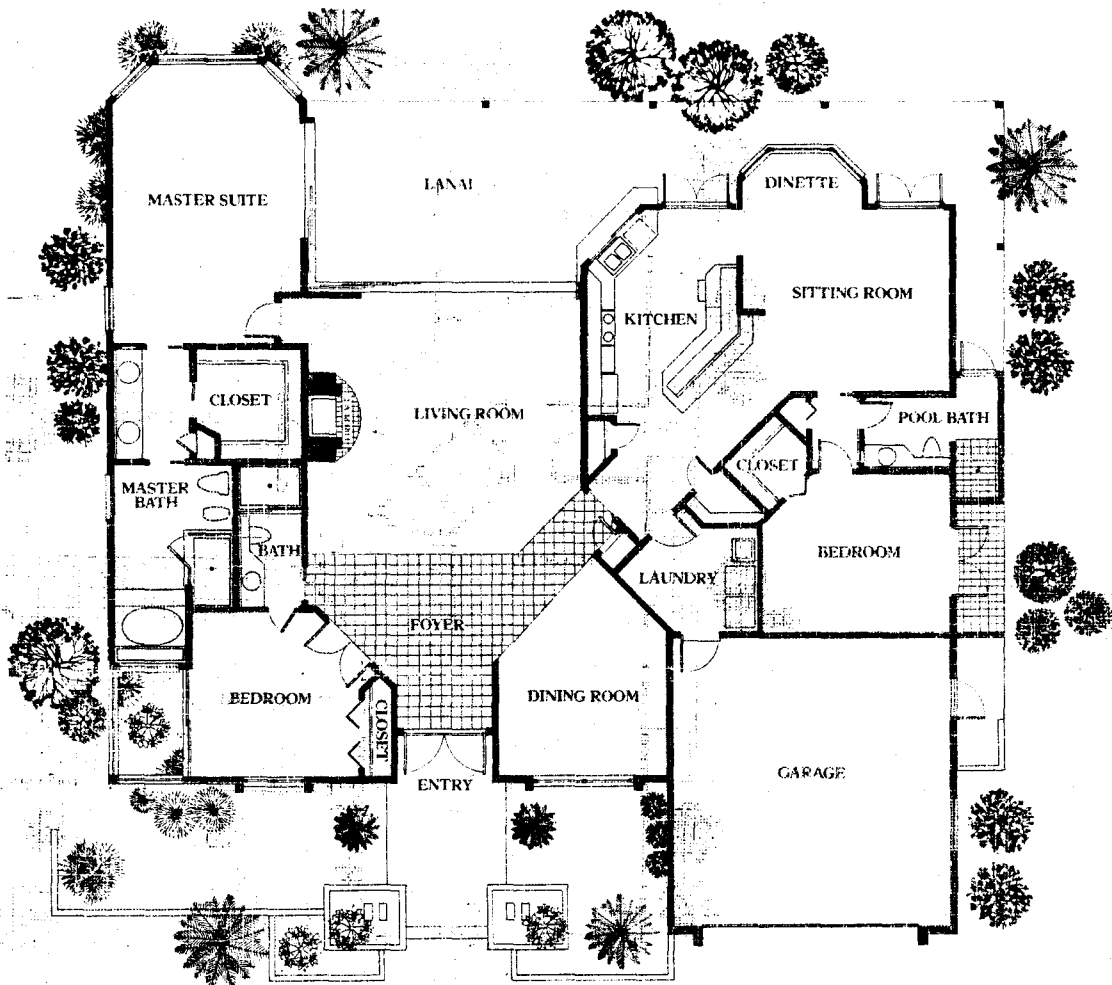 LANAI
DINETTE
MASTER SUITE
SITTING ROOM
KITCHEN
CLOSET
LIVING ROOM
POOL BATH
CLOSET
MASTER
BATH
BATH
BEDROOM
LAUNDRY
FOYER
BEDROOM
DINING ROOM
CLOSET
GARAGE
ENTRY